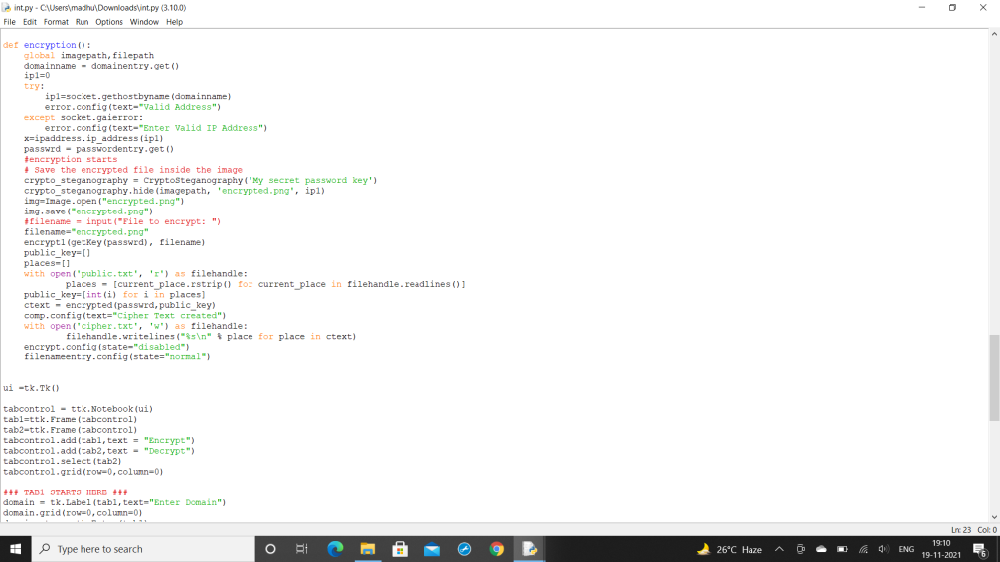 int.py - C:\Users\madhu\Downloads\int.py (3.10.0)
File Edit Format Run Options Window Help
def encryption():
    global imagepath,filepath
    domainname = domainentry.get()
    ip1=0
    try:
        ip1=socket.gethostbyname(domainname)
        error.config(text="Valid Address")
    except socket.gaierror:
        error.config(text="Enter Valid IP Address")
    x=ipaddress.ip_address(ip1)
    passwrd = passwordentry.get()
    #encryption starts
    # Save the encrypted file inside the image
    crypto_steganography = CryptoSteganography('My secret password key')
    crypto_steganography.hide(imagepath, 'encrypted.png', ip1)
    img=Image.open("encrypted.png")
    img.save("encrypted.png")
    #filename = input("File to encrypt: ")
    filename="encrypted.png"
    encrypt1(getKey(passwrd), filename)
    public_key=[]
    places=[]
    with open('public.txt', 'r') as filehandle:
            places = [current_place.rstrip() for current_place in filehandle.readlines()]
    public_key=[int(i) for i in places]
    ctext = encrypted(passwrd,public_key)
    comp.config(text="Cipher Text created")
    with open('cipher.txt', 'w') as filehandle:
            filehandle.writelines("%s\n" % place for place in ctext)
    encrypt.config(state="disabled")
    filenameentry.config(state="normal")
ui =tk.Tk()
tabcontrol = ttk.Notebook(ui)
tab1=ttk.Frame(tabcontrol)
tab2=ttk.Frame(tabcontrol)
tabcontrol.add(tab1,text = "Encrypt")
tabcontrol.add(tab2,text = "Decrypt")
tabcontrol.select(tab2)
tabcontrol.grid(row=0,column=0)
### TAB1 STARTS HERE ###
domain = tk.Label(tab1,text="Enter Domain")
domain.grid(row=0,column=0)
Ln: 23 Col: 0
Type here to search
26°C Haze
ENG
19:10
19-11-2021
6